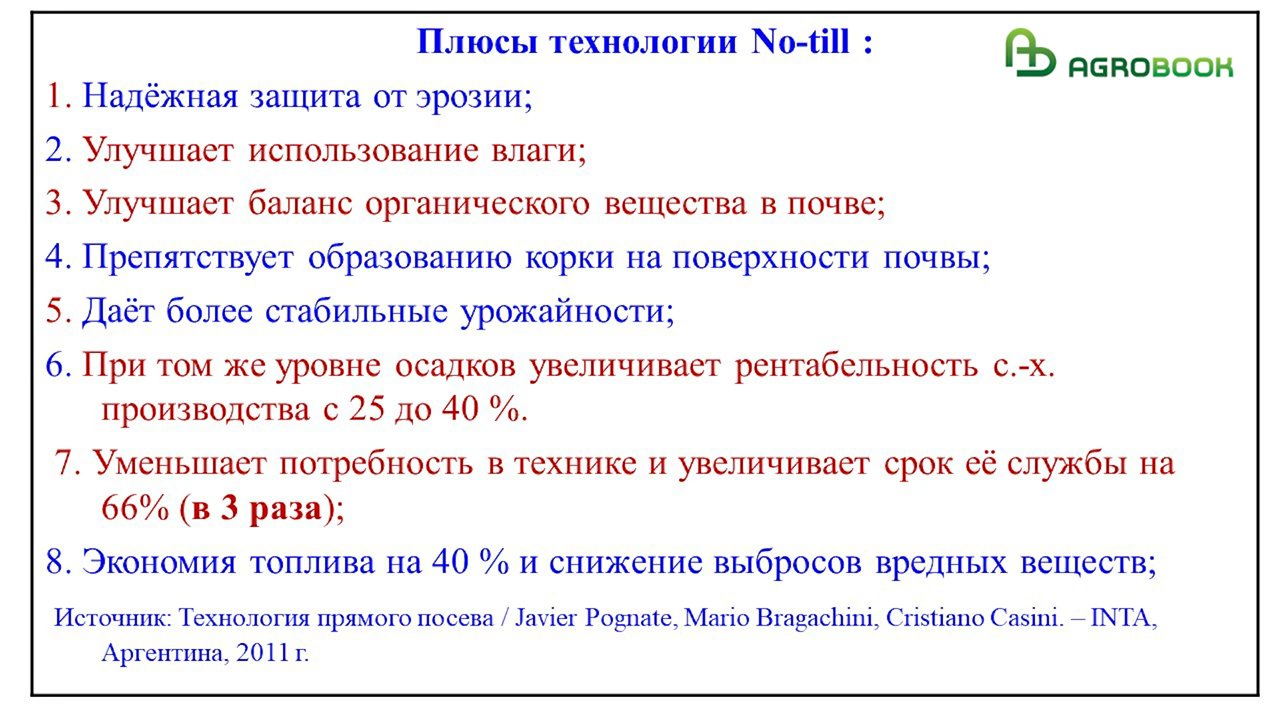 Плюсы технологии No-till :
AGROBOOK
1. Надёжная защита от эрозии;
2. Улучшает использование влаги;
3. Улучшает баланс органического вещества в почве;
4. Препятствует образованию корки на поверхности почвы;
5. Даёт более стабильные урожайности;
6. При том же уровне осадков увеличивает рентабельность с.-х.
производства с 25 до 40 %.
7. Уменьшает потребность в технике и увеличивает срок её службы на
66% (в 3 раза);
8. Экономия топлива на 40 % и снижение выбросов вредных веществ;
Источник: Технология прямого посева / Javier Pognate, Mario Bragachini, Cristiano Casini. – INTA,
Аргентина, 2011 г.